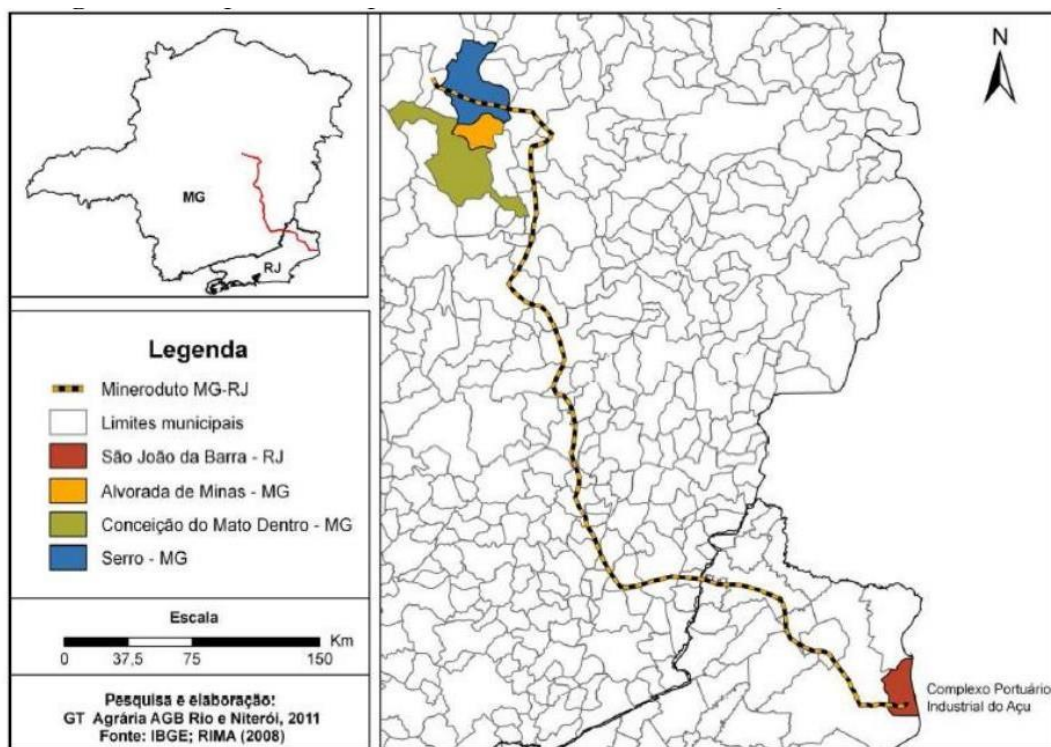 MG
RJ
Legenda
Mineroduto MG-RJ
Limites municipais
São João da Barra - RJ
Alvorada de Minas - MG
Conceição do Mato Dentro - MG
Serro - MG
Escala
Km
0 37,5 75 150
Pesquisa e elaboração:
GT Agrária AGB Rio e Niterói, 2011
Fonte: IBGE; RIMA (2008)
N
Complexo Portuário
Industrial do Açu